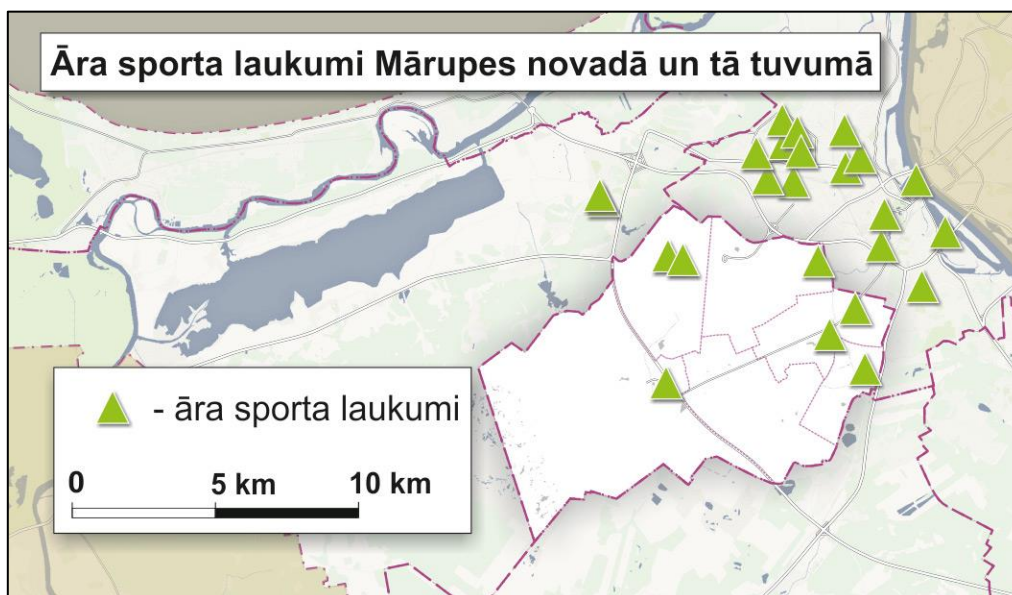 Āra sporta laukumi Mārupes novadā un tā tuvumā
- āra sporta laukumi
0 5 km 10 km